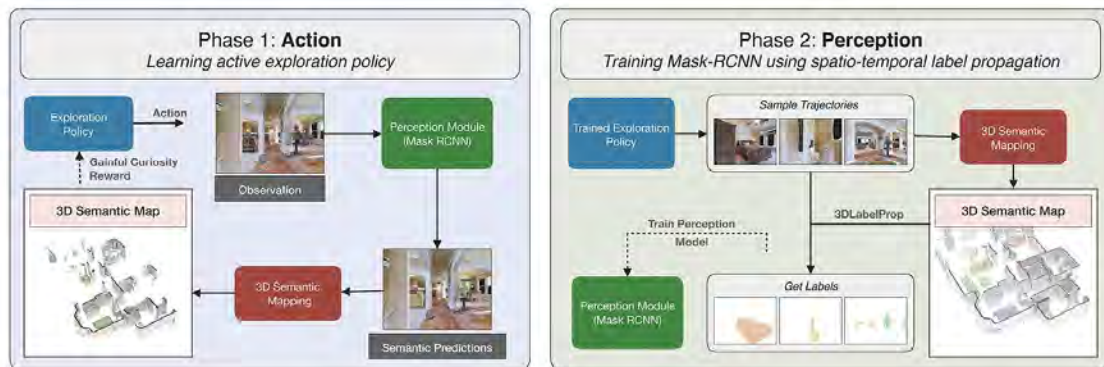 Phase 1: Action
Learning active exploration policy
Exploration
Policy
Action
Gainful Curiosity
Reward
Observation
Perception Module
(Mask RCNN)
3D Semantic Map
3D Semantic
Mapping
Semantic Predictions
Phase 2: Perception
Training Mask-RCNN using spatio-temporal label propagation
Trained Exploration
Policy
Sample Trajectories
3D Semantic
Mapping
3DLabelProp
3D Semantic Map
Train Perception
Model
Perception Module
(Mask RCNN)
Get Labels